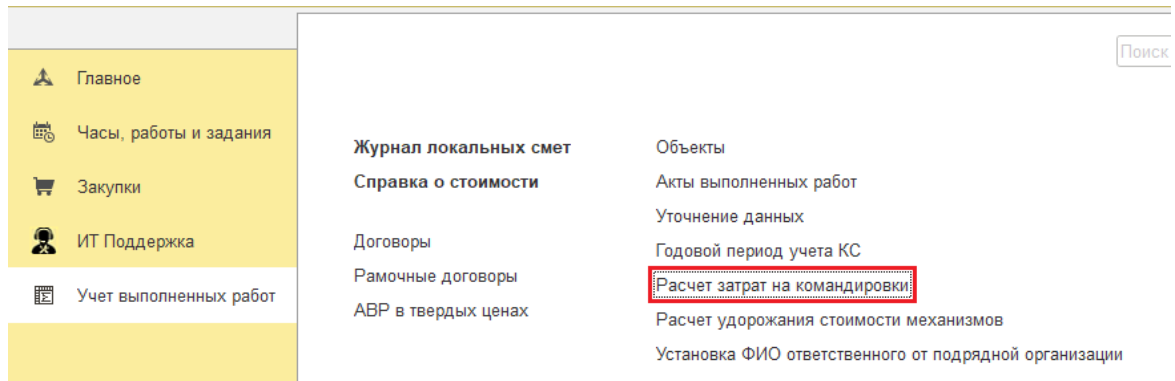 Поиск
Главное
Часы, работы и задания
Закупки
ИТ Поддержка
Учет выполненных работ
Журнал локальных смет
Справка о стоимости
Договоры
Рамочные договоры
АВР в твердых ценах
Объекты
Акты выполненных работ
Уточнение данных
Годовой период учета КС
Расчет затрат на командировки
Расчет удорожания стоимости механизмов
Установка ФИО ответственного от подрядной организации